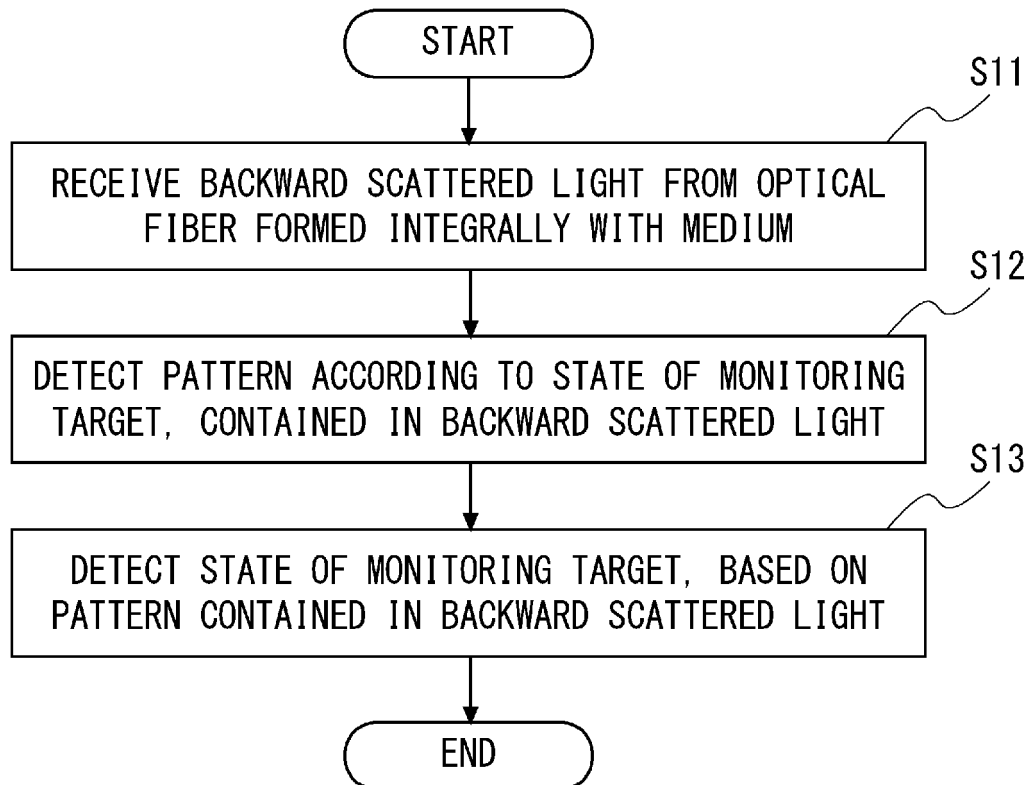 START
S11
RECEIVE BACKWARD SCATTERED LIGHT FROM OPTICAL
FIBER FORMED INTEGRALLY WITH MEDIUM
S12
DETECT PATTERN ACCORDING TO STATE OF MONITORING
TARGET, CONTAINED IN BACKWARD SCATTERED LIGHT
S13
DETECT STATE OF MONITORING TARGET, BASED ON
PATTERN CONTAINED IN BACKWARD SCATTERED LIGHT
END